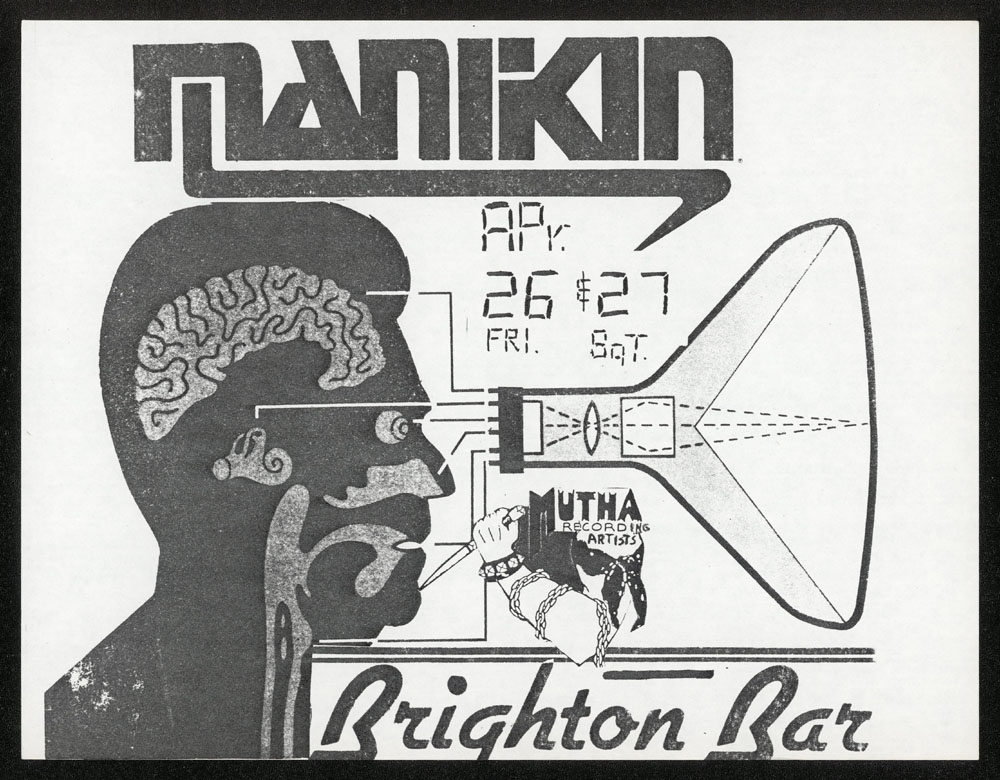 MANIKIN
APr.
26 & 27
FRI. SaT.
MUTHA
RECORDING
ARTISTS
Brighton Bar